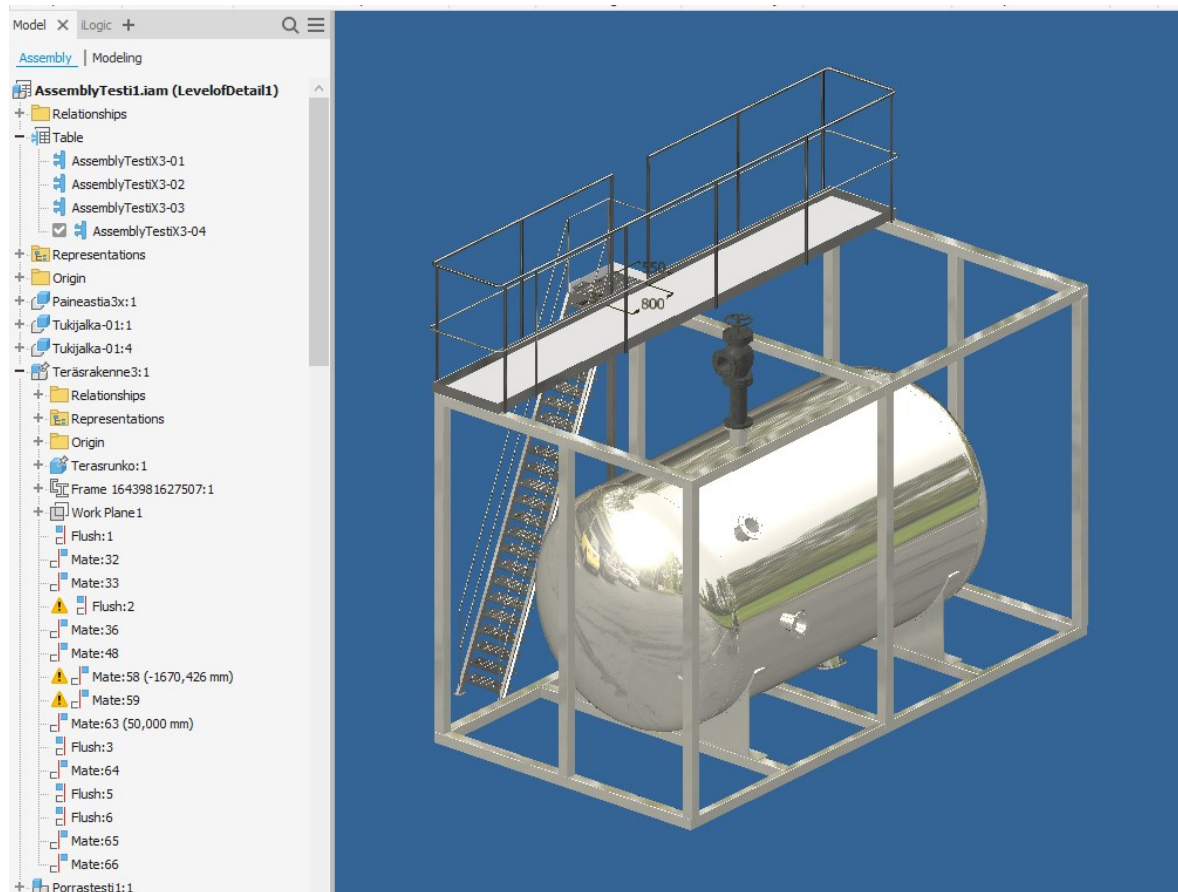 Model
iLogic
Assembly | Modeling
AssemblyTesti1.iam (LevelofDetail1)
Relationships
Table
AssemblyTestiX3-01
AssemblyTestiX3-02
AssemblyTestiX3-03
AssemblyTestiX3-04
Representations
Origin
Paineastia3x:1
Tukijalka-01:1
Tukijalka-01:4
Teräsrakenne3:1
Relationships
Representations
Origin
Terasrunko:1
Frame 1643981627507:1
Work Plane1
Flush:1
Mate:32
Mate:33
Flush:2
Mate:36
Mate:48
Mate:58 (-1670,426 mm)
Mate:59
Mate:63 (50,000 mm)
Flush:3
Mate:64
Flush:5
Flush:6
Mate:65
Mate:66
Porrastesti1:1
550
800